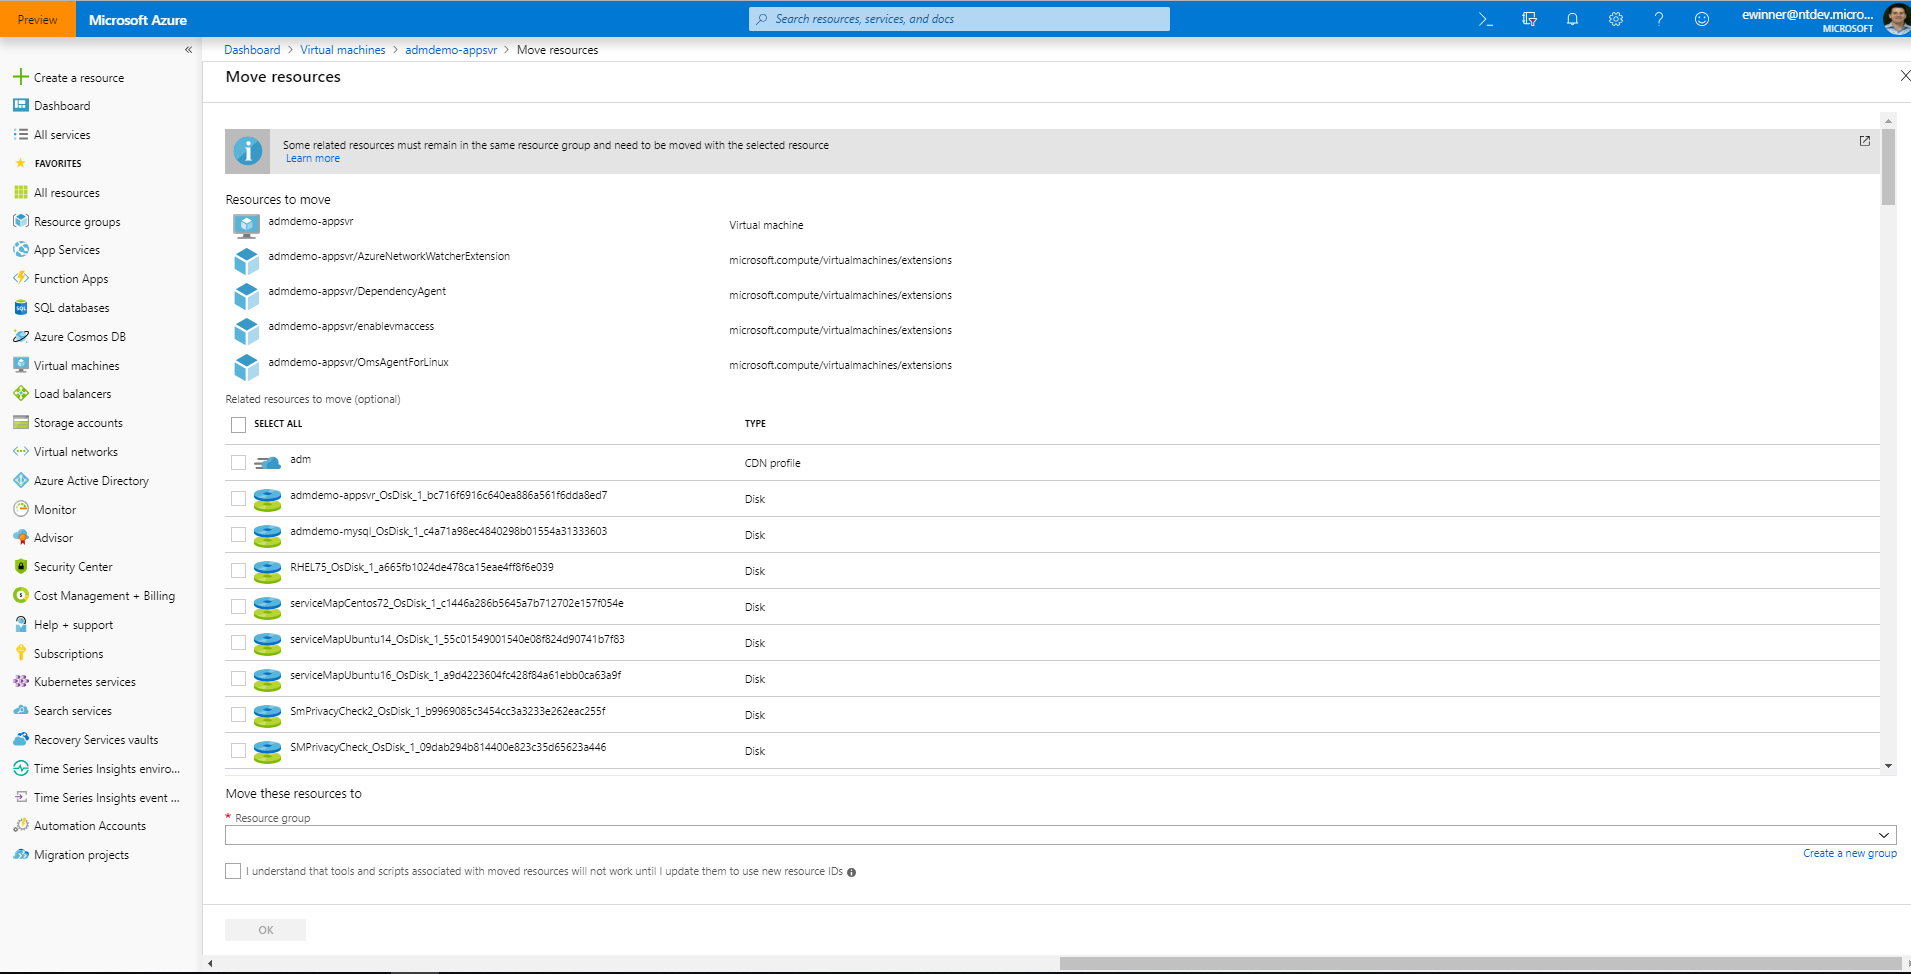 Preview
Microsoft Azure
Search resources, services, and docs
ewinner@ntdev.micro...
MICROSOFT
Dashboard > Virtual machines > admdemo-appsvr > Move resources
Create a resource
Dashboard
All services
FAVORITES
All resources
Resource groups
App Services
Function Apps
SQL databases
Azure Cosmos DB
Virtual machines
Load balancers
Storage accounts
Virtual networks
Azure Active Directory
Monitor
Advisor
Security Center
Cost Management + Billing
Help + support
Subscriptions
Kubernetes services
Search services
Recovery Services vaults
Time Series Insights enviro...
Time Series Insights event ...
Automation Accounts
Migration projects
Move resources
Some related resources must remain in the same resource group and need to be moved with the selected resource
Learn more
Resources to move
admdemo-appsvr Virtual machine
admdemo-appsvr/AzureNetworkWatcherExtension microsoft.compute/virtualmachines/extensions
admdemo-appsvr/DependencyAgent microsoft.compute/virtualmachines/extensions
admdemo-appsvr/enablevmaccess microsoft.compute/virtualmachines/extensions
admdemo-appsvr/OmsAgentForLinux microsoft.compute/virtualmachines/extensions
Related resources to move (optional)
SELECT ALL TYPE
adm CDN profile
admdemo-appsvr_OsDisk_1_bc716f6916c640ea886a561f6dda8ed7 Disk
admdemo-mysql_OsDisk_1_c4a71a98ec4840298b01554a31333603 Disk
RHEL75_OsDisk_1_a665fb1024de478ca15eae4ff8f6e039 Disk
serviceMapCentos72_OsDisk_1_c1446a286b5645a7b712702e157f054e Disk
serviceMapUbuntu14_OsDisk_1_55c01549001540e08f824d90741b7f83 Disk
serviceMapUbuntu16_OsDisk_1_a9d4223604fc428f84a61ebb0ca63a9f Disk
SmPrivacyCheck2_OsDisk_1_b9969085c3454cc3a3233e262eac255f Disk
SMPrivacyCheck_OsDisk_1_09dab294b814400e823c35d65623a446 Disk
Move these resources to
* Resource group
Create a new group
I understand that tools and scripts associated with moved resources will not work until I update them to use new resource IDs
OK